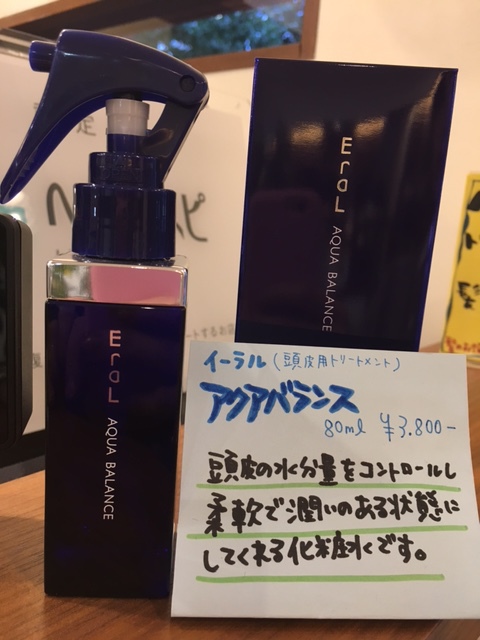 Eral AQUA BALANCE
Eral AQUA BALANCE
イーラル(頭皮用トリートメント)
アクアバランス
80ml ¥3.800-
頭皮の水分量をコントロールし
柔軟で潤いのある状態に
してくれる化粧水です。